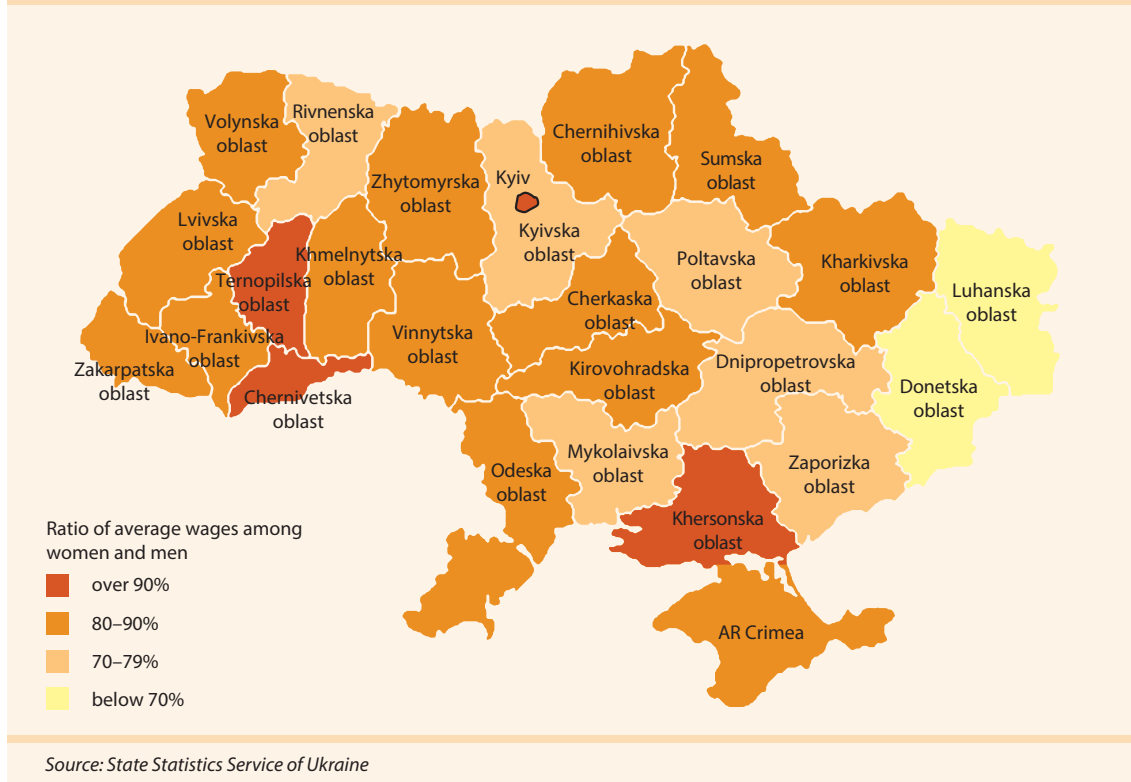 Volynska
oblast
Rivnenska
oblast
Zhytomyrska
oblast
Kyiv
Kyivska
oblast
Chernihivska
oblast
Sumska
oblast
Lvivska
oblast
Ternopilska
oblast
Khmelnytska
oblast
Vinnytska
oblast
Cherkaska
oblast
Poltavska
oblast
Kharkivska
oblast
Luhanska
oblast
Zakarpatska
oblast
Ivano-Frankivska
oblast
Chernivetska
oblast
Kirovohradska
oblast
Dnipropetrovska
oblast
Donetska
oblast
Odeska
oblast
Mykolaivska
oblast
Zaporizka
oblast
Khersonska
oblast
AR Crimea
Ratio of average wages among
women and men
over 90%
80–90%
70–79%
below 70%
Source: State Statistics Service of Ukraine